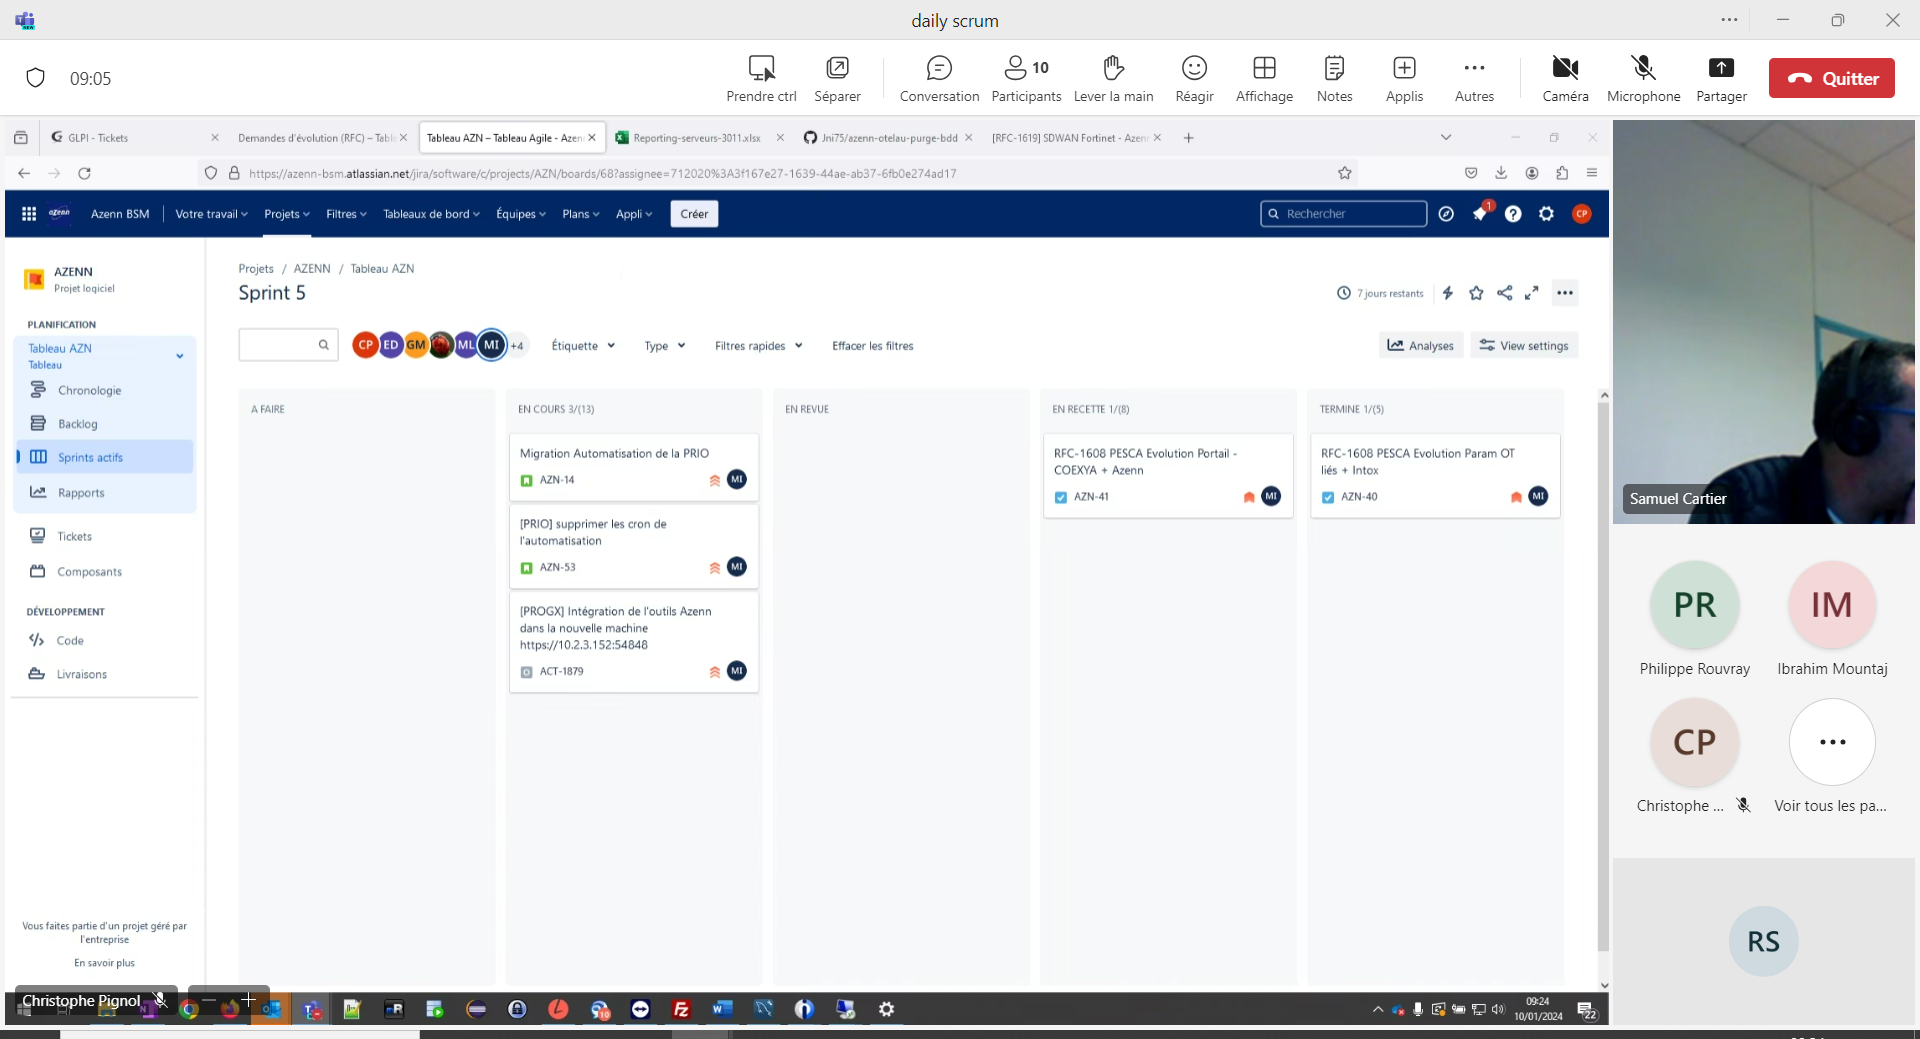 daily scrum
09:05
Prendre ctrl
Séparer
Conversation
10
Participants
Lever la main
Réagir
Affichage
Notes
Applis
Autres
Caméra
Microphone
Partager
Quitter
GLPI - Tickets
Demandes d'évolution (RFC) – Tabl
Tableau AZN – Tableau Agile - Azen
Reporting-serveurs-3011.xlsx
Jni75/azenn-otelau-purge-bdd
[RFC-1619] SDWAN Fortinet - Azen
https://azenn-bsm.atlassian.net/jira/software/c/projects/AZN/boards/68?assignee=712020%3A3f167e27-1639-44ae-ab37-6fb0e274ad17
azenn
Azenn BSM
Votre travail
Projets
Filtres
Tableaux de bord
Équipes
Plans
Appli
Créer
Rechercher
1
CP
AZENN
Projet logiciel
PLANIFICATION
Tableau AZN
Tableau
Chronologie
Backlog
Sprints actifs
Rapports
Tickets
Composants
DÉVELOPPEMENT
Code
Livraisons
Vous faites partie d'un projet géré par
l'entreprise
En savoir plus
Projets / AZENN / Tableau AZN
Sprint 5
7 jours restants
CP ED GM ML MI +4
Étiquette
Type
Filtres rapides
Effacer les filtres
Analyses
View settings
A FAIRE
EN COURS 3/(13)
Migration Automatisation de la PRIO
AZN-14
MI
[PRIO] supprimer les cron de
l'automatisation
AZN-53
MI
[PROGX] Intégration de l'outils Azenn
dans la nouvelle machine
https://10.2.3.152:54848
ACT-1879
MI
EN REVUE
EN RECETTE 1/(8)
RFC-1608 PESCA Evolution Portail -
COEXYA + Azenn
AZN-41
MI
TERMINE 1/(5)
RFC-1608 PESCA Evolution Param OT
liés + Intox
AZN-40
MI
Samuel Cartier
PR
Philippe Rouvray
IM
Ibrahim Mountaj
CP
Christophe ...
Voir tous les pa...
RS
Christophe Pignol
09:24
10/01/2024
22